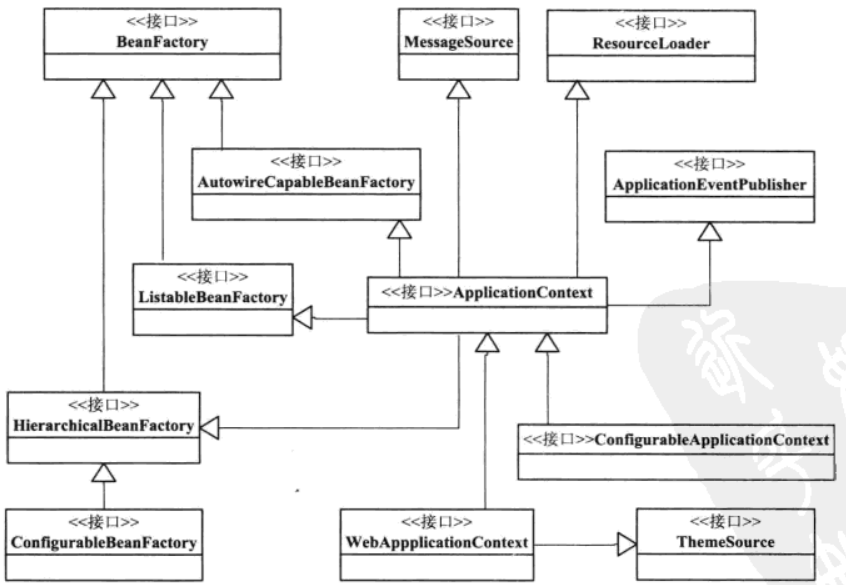 <<接口>>
BeanFactory
<<接口>>
MessageSource
<<接口>>
ResourceLoader
<<接口>>
AutowireCapableBeanFactory
<<接口>>
ApplicationEventPublisher
<<接口>>
ListableBeanFactory
<<接口>>ApplicationContext
<<接口>>
HierarchicalBeanFactory
<<接口>>ConfigurableApplicationContext
<<接口>>
ConfigurableBeanFactory
<<接口>>
WebAppplicationContext
<<接口>>
ThemeSource